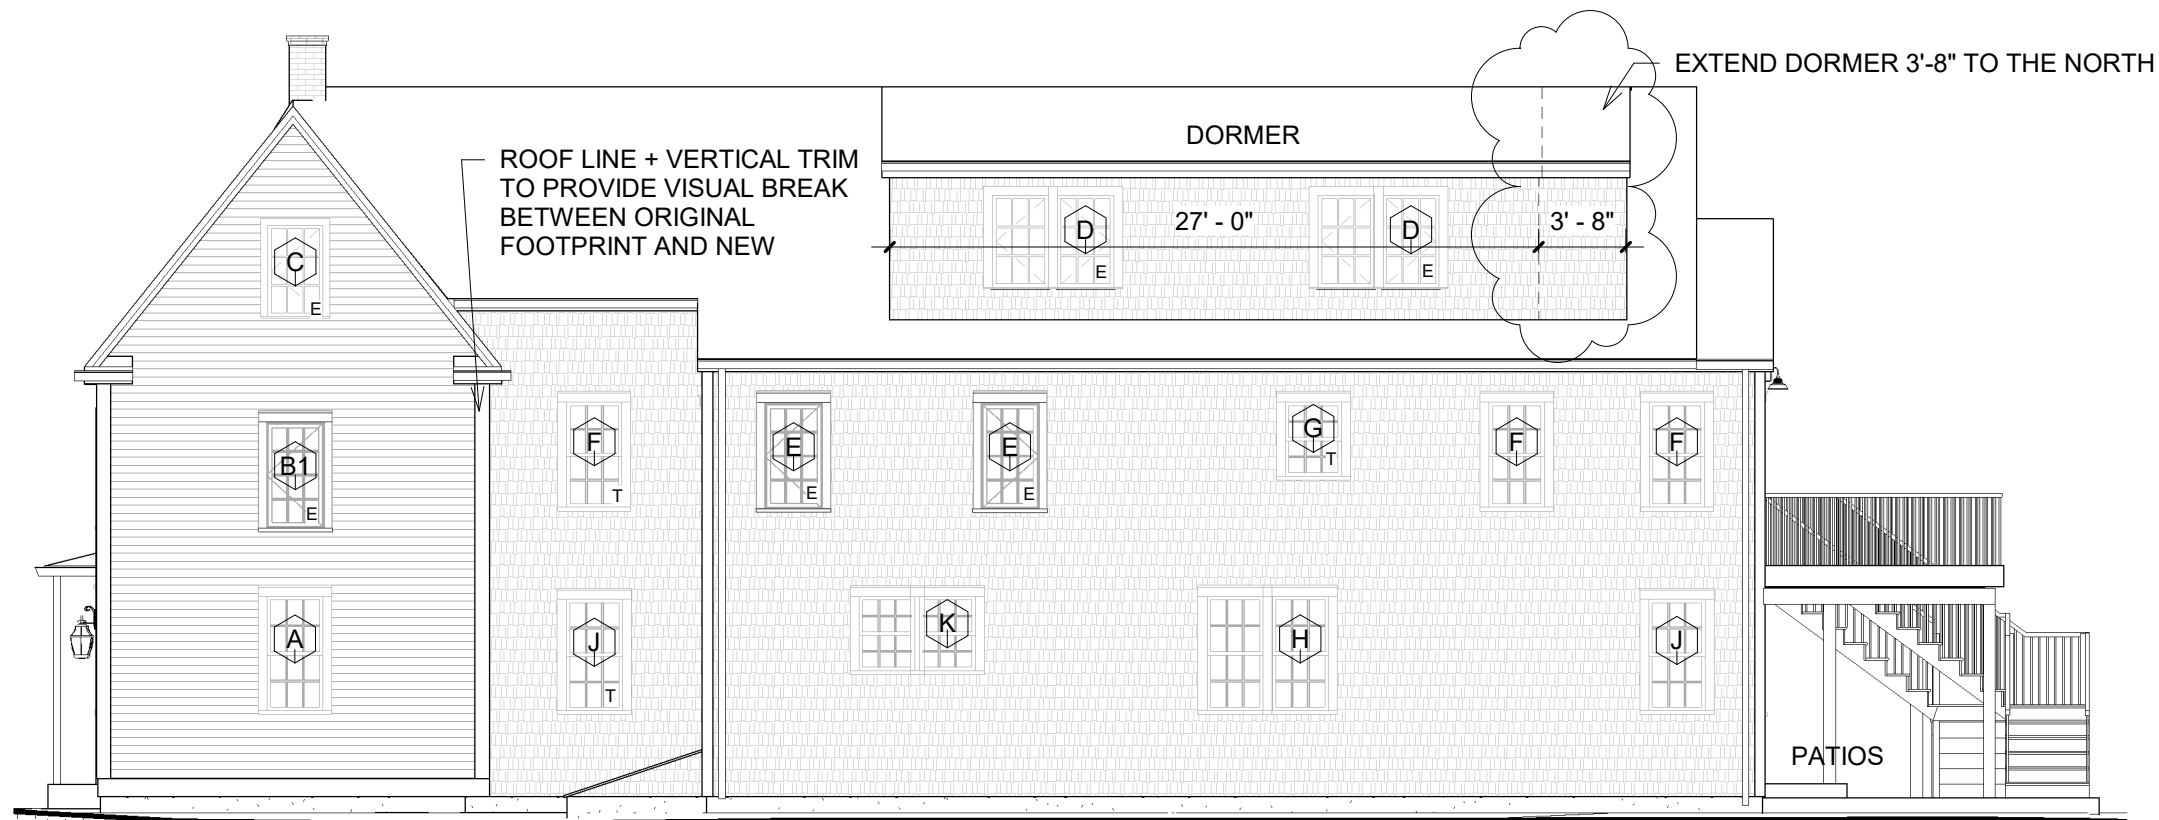 EXTEND DORMER 3'-8" TO THE NORTH
DORMER
ROOF LINE + VERTICAL TRIM
TO PROVIDE VISUAL BREAK
BETWEEN ORIGINAL
FOOTPRINT AND NEW
27' - 0"
3' - 8"
C
E
D
E
D
E
B1
E
F
T
E
E
E
E
G
T
F
F
A
J
T
K
H
J
PATIOS